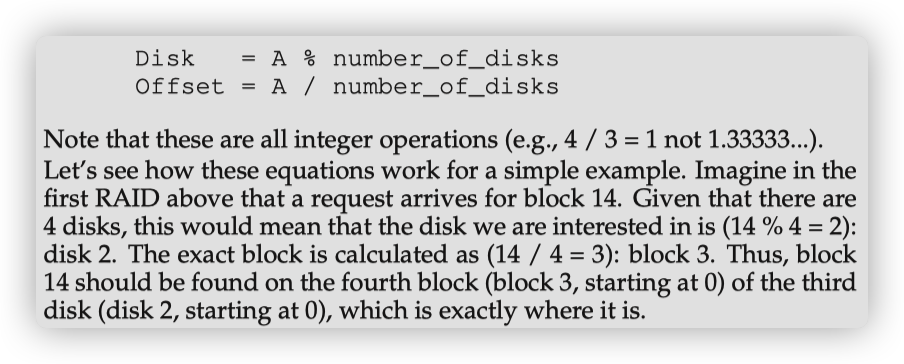 Disk = A % number_of_disks
Offset = A / number_of_disks
Note that these are all integer operations (e.g., 4 / 3 = 1 not 1.33333...).
Let’s see how these equations work for a simple example. Imagine in the
first RAID above that a request arrives for block 14. Given that there are
4 disks, this would mean that the disk we are interested in is (14 % 4 = 2):
disk 2. The exact block is calculated as (14 / 4 = 3): block 3. Thus, block
14 should be found on the fourth block (block 3, starting at 0) of the third
disk (disk 2, starting at 0), which is exactly where it is.